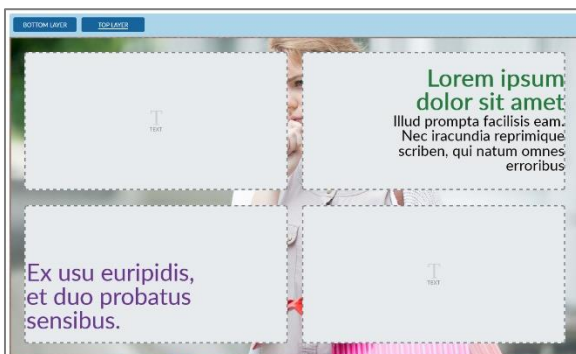 BOTTOM LAYER
TOP LAYER
T
TEXT
Lorem ipsum
dolor sit amet
Illud prompta facilisis eam.
Nec iracundia reprimique
scriben, qui natum omnes
erroribus
Ex usu euripidis,
et duo probatus
sensibus.
T
TEXT